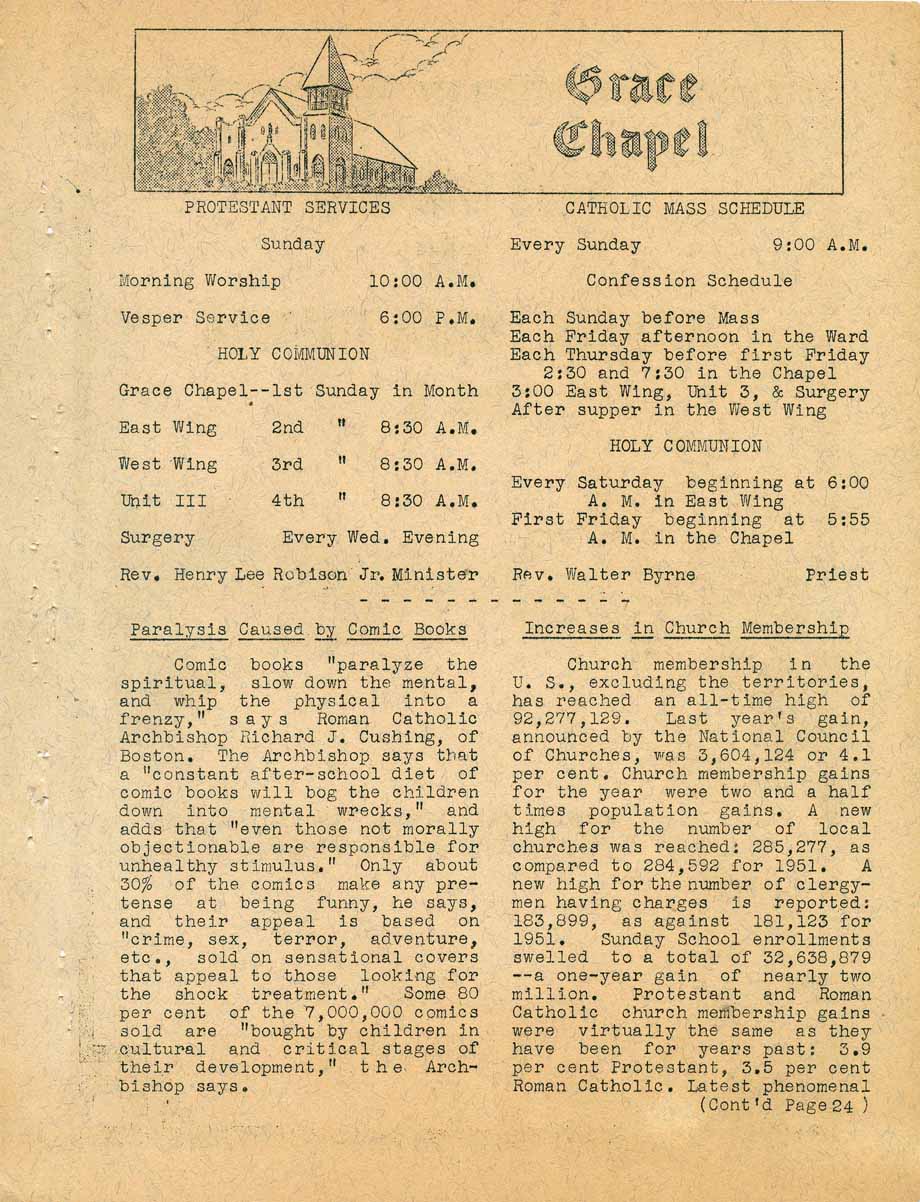 Grace
Chapel
PROTESTANT SERVICES
Sunday
Morning Worship 10:00 A.M.
Vesper Service 6:00 P.M.
HOLY COMMUNION
Grace Chapel--1st Sunday in Month
East Wing 2nd " 8:30 A.M.
West Wing 3rd " 8:30 A.M.
Unit III 4th " 8:30 A.M.
Surgery Every Wed. Evening
Rev. Henry Lee Robison Jr. Minister
CATHOLIC MASS SCHEDULE
Every Sunday 9:00 A.M.
Confession Schedule
Each Sunday before Mass
Each Friday afternoon in the Ward
Each Thursday before first Friday
2:30 and 7:30 in the Chapel
3:00 East Wing, Unit 3, & Surgery
After supper in the West Wing
HOLY COMMUNION
Every Saturday beginning at 6:00
A. M. in East Wing
First Friday beginning at 5:55
A. M. in the Chapel
Rev. Walter Byrne Priest
- - - - - - - - - - - - -
Paralysis Caused by Comic Books
Comic books "paralyze the
spiritual, slow down the mental,
and whip the physical into a
frenzy," s a y s Roman Catholic
Archbishop Richard J. Cushing, of
Boston. The Archbishop says that
a "constant after-school diet of
comic books will bog the children
down into mental wrecks," and
adds that "even those not morally
objectionable are responsible for
unhealthy stimulus." Only about
30% of the comics make any pre-
tense at being funny, he says,
and their appeal is based on
"crime, sex, terror, adventure,
etc., sold on sensational covers
that appeal to those looking for
the shock treatment." Some 80
per cent of the 7,000,000 comics
sold are "bought by children in
cultural and critical stages of
their development," t h e Arch-
bishop says.
Increases in Church Membership
Church membership in the
U. S., excluding the territories,
has reached an all-time high of
92,277,129. Last year's gain,
announced by the National Council
of Churches, was 3,604,124 or 4.1
per cent. Church membership gains
for the year were two and a half
times population gains. A new
high for the number of local
churches was reached: 285,277, as
compared to 284,592 for 1951. A
new high for the number of clergy-
men having charges is reported:
183,899, as against 181,123 for
1951. Sunday School enrollments
swelled to a total of 32,638,879
--a one-year gain of nearly two
million. Protestant and Roman
Catholic church membership gains
were virtually the same as they
have been for years past: 3.9
per cent Protestant, 3.5 per cent
Roman Catholic. Latest phenomenal
(Cont'd Page 24 )